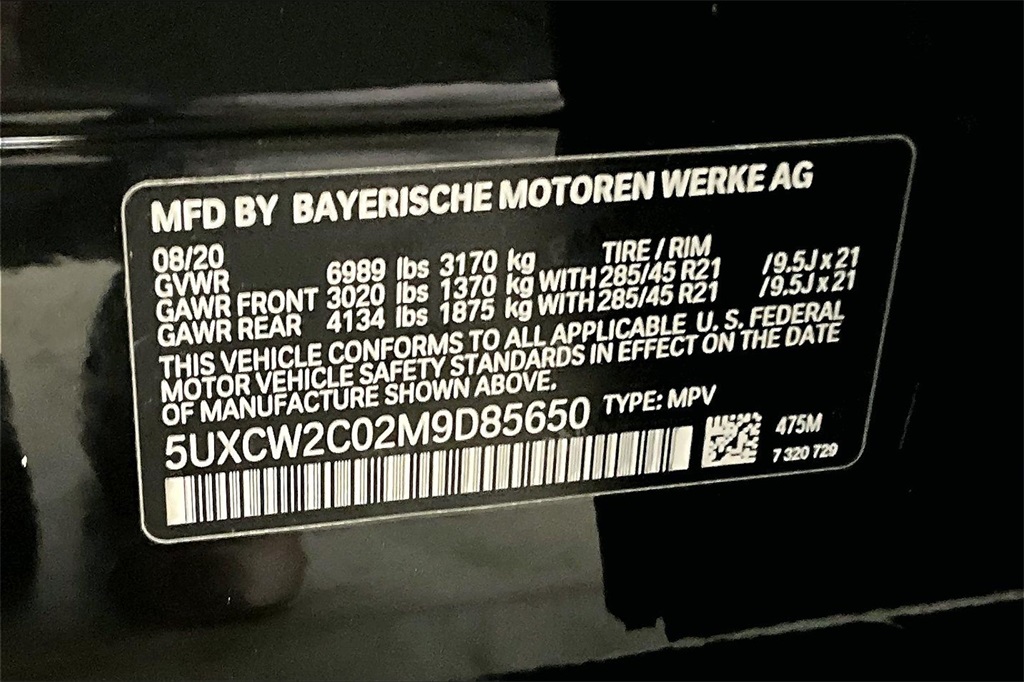 MFD BY BAYERISCHE MOTOREN WERKE AG
08/20 TIRE / RIM
GVWR 6989 lbs 3170 kg
GAWR FRONT 3020 lbs 1370 kg WITH 285/45 R21 /9.5J x 21
GAWR REAR 4134 lbs 1875 kg WITH 285/45 R21 /9.5J x 21
THIS VEHICLE CONFORMS TO ALL APPLICABLE U. S. FEDERAL
MOTOR VEHICLE SAFETY STANDARDS IN EFFECT ON THE DATE
OF MANUFACTURE SHOWN ABOVE.
5UXCW2C02M9D85650 TYPE: MPV
475M
7 320 729